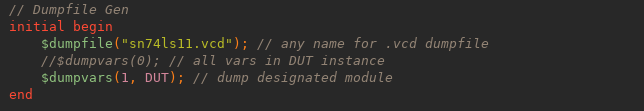 // Dumpfile Gen
initial begin
    $dumpfile("sn74ls11.vcd"); // any name for .vcd dumpfile
    //$dumpvars(0); // all vars in DUT instance
    $dumpvars(1, DUT); // dump designated module
end